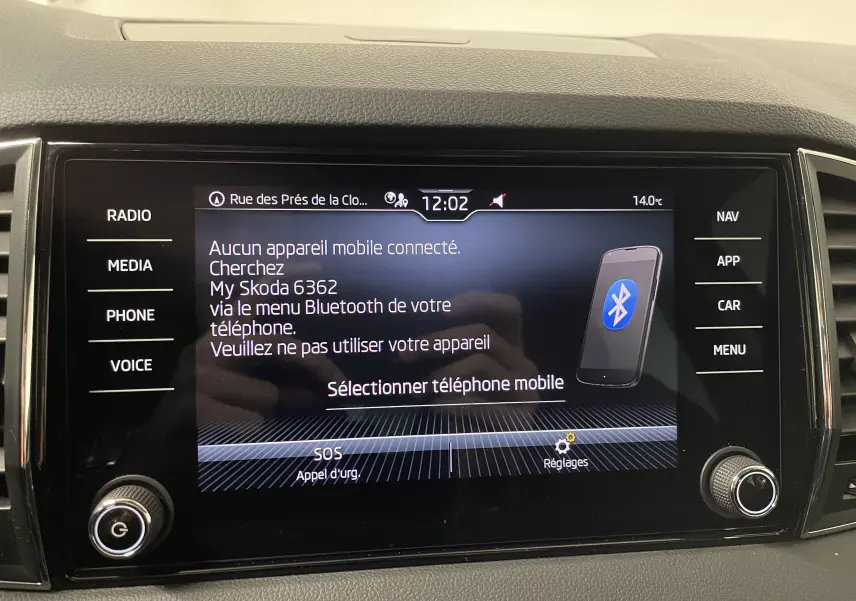 Rue des Prés de la Clo...
12:02
14.0°C
RADIO
MEDIA
PHONE
VOICE
Aucun appareil mobile connecté.
Cherchez
My Skoda 6362
via le menu Bluetooth de votre
téléphone.
Veuillez ne pas utiliser votre appareil
Sélectionner téléphone mobile
SOS
Appel d'urg.
Réglages
NAV
APP
CAR
MENU